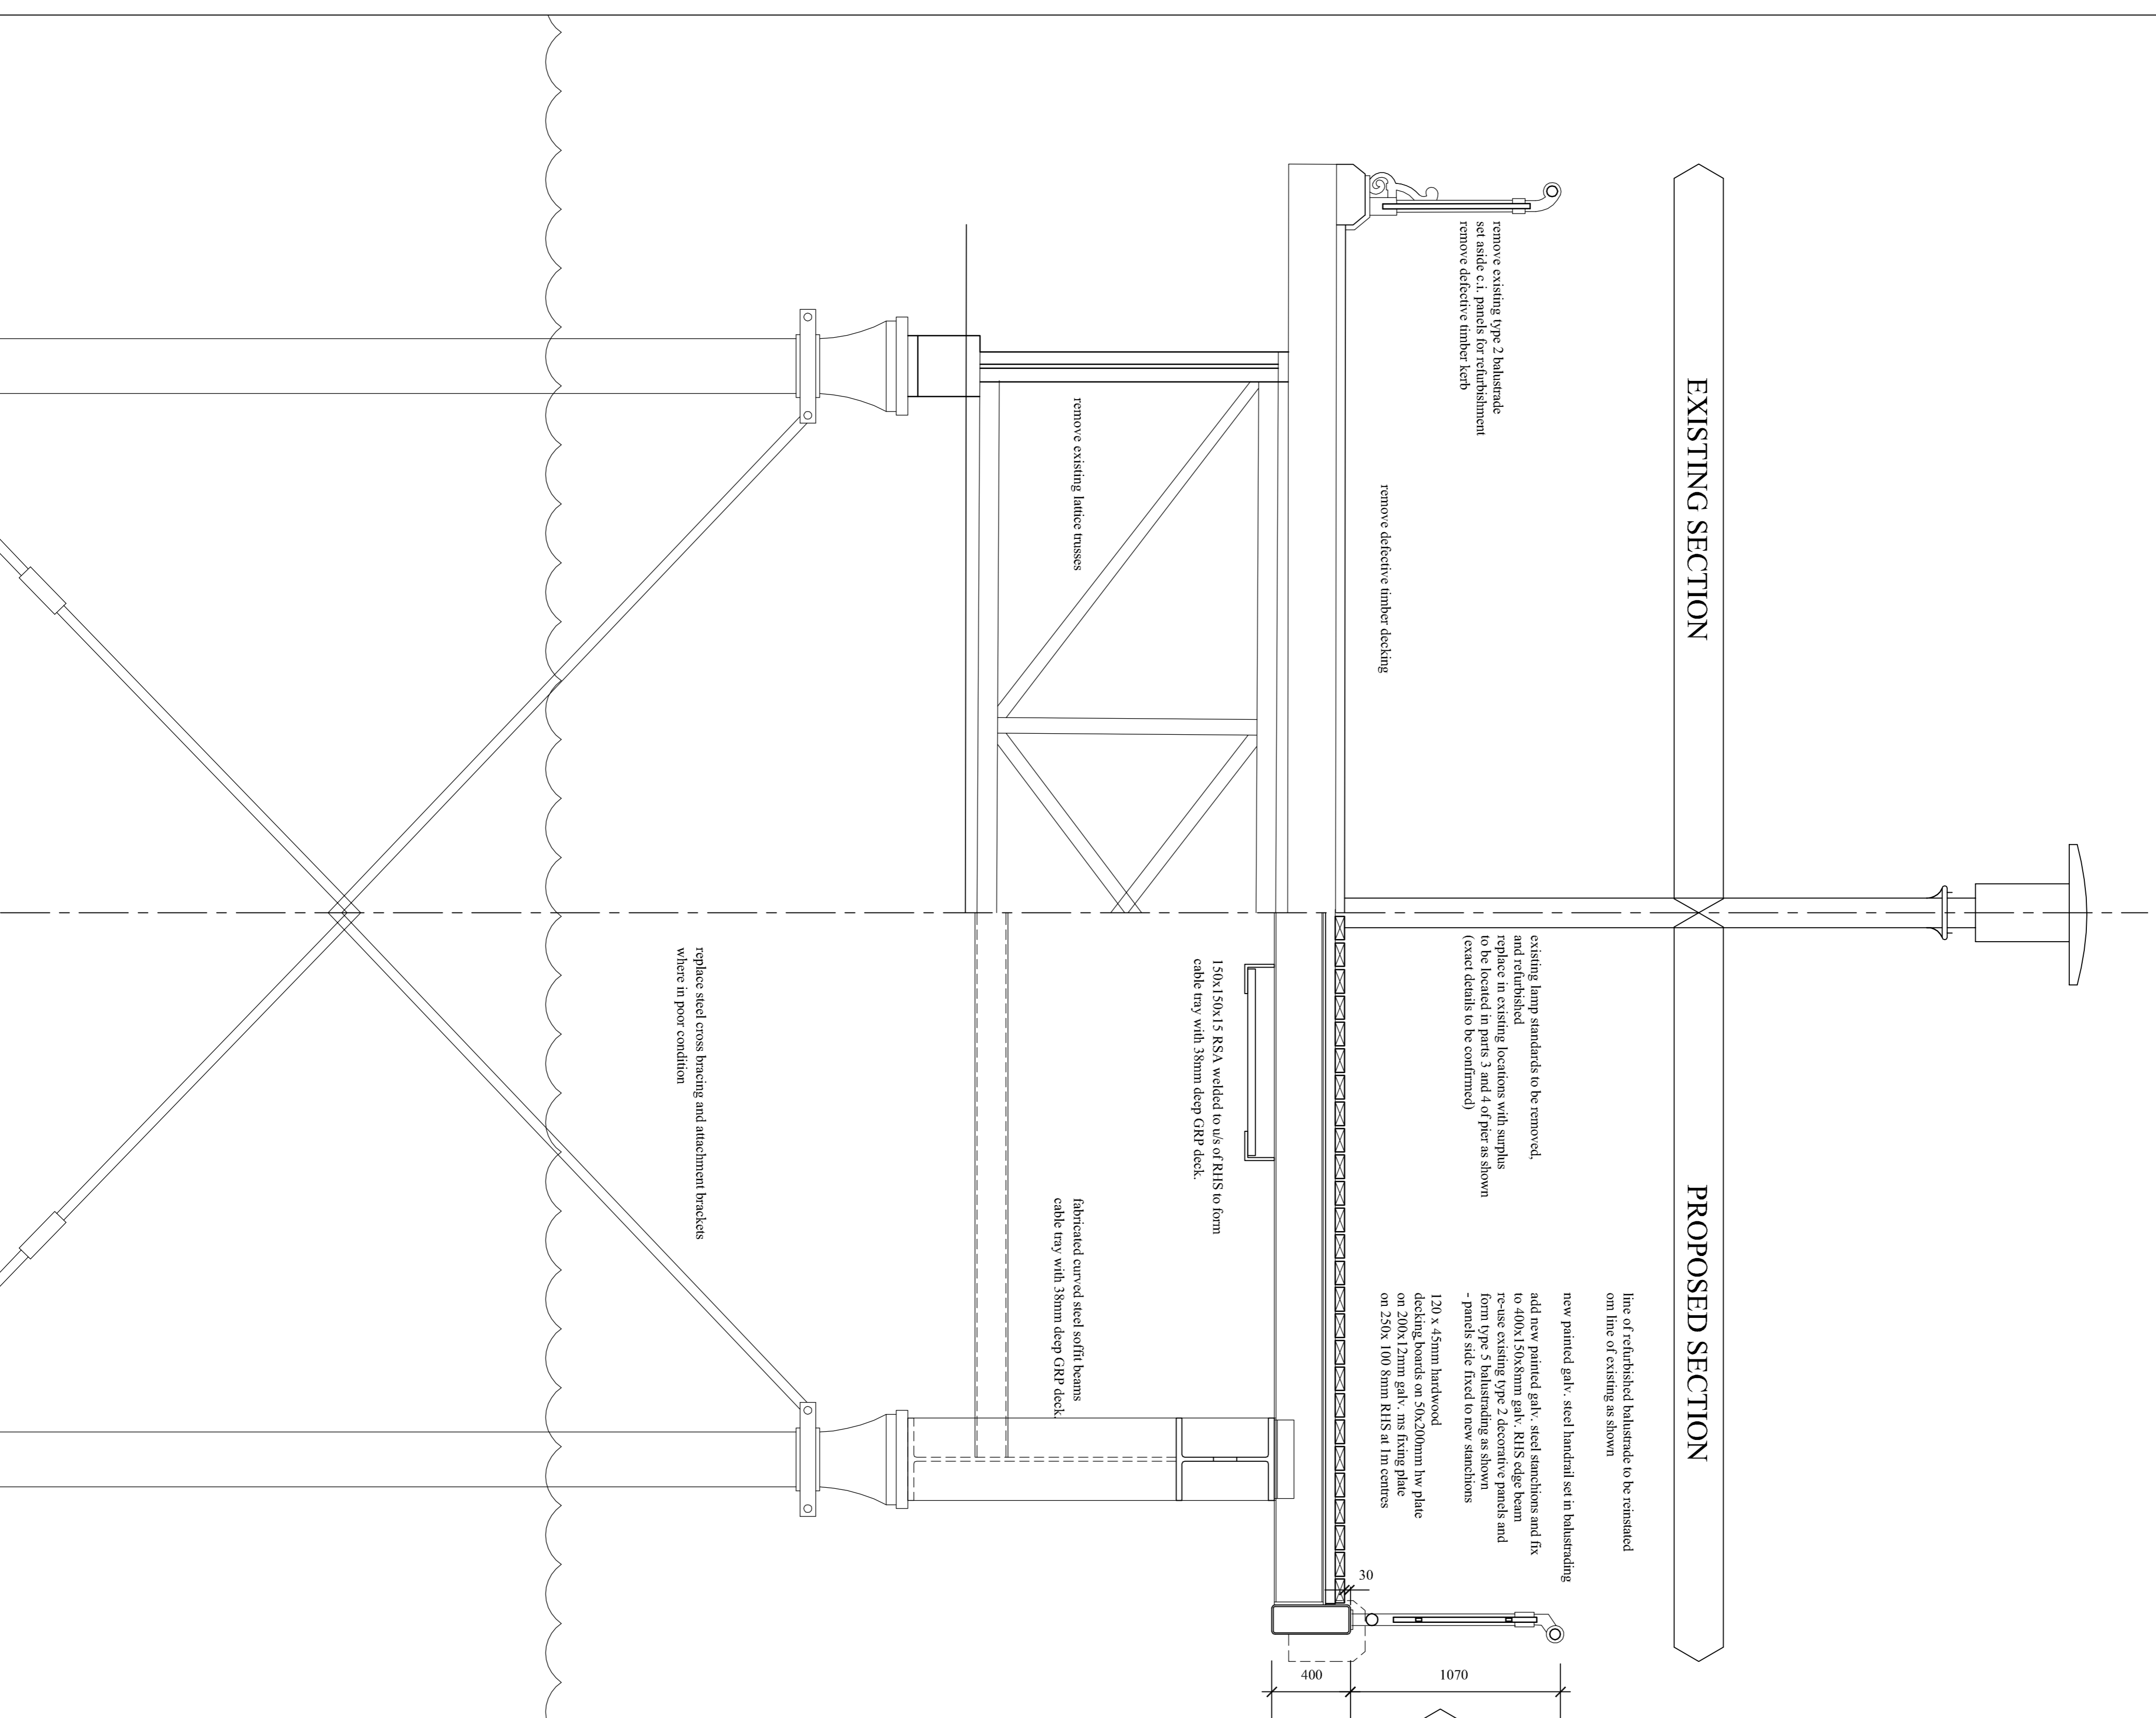 EXISTING SECTION
PROPOSED SECTION
remove existing type 2 balustrade
set aside c.i. panels for refurbishment
remove defective timber kerb
remove defective timber decking
remove existing lattice trusses
existing lamp standards to be removed,
and refurbished
replace in existing locations with surplus
to be located in parts 3 and 4 of pier as shown
(exact details to be confirmed)
line of refurbished balustrade to be reinstated
om line of existing as shown
new painted galv. steel handrail set in balustrading
add new painted galv. steel stanchions and fix
to 400x150x8mm galv. RHS edge beam
re-use existing type 2 decorative panels and
form type 5 balustrading as shown
- panels side fixed to new stanchions
120 x 45mm hardwood
decking boards on 50x200mm hw plate
on 200x12mm galv. ms fixing plate
on 250x 100 8mm RHS at 1m centres
150x150x15 RSA welded to u/s of RHS to form
cable tray with 38mm deep GRP deck.
fabricated curved steel soffit beams
cable tray with 38mm deep GRP deck.
replace steel cross bracing and attachment brackets
where in poor condition
30
400
1070